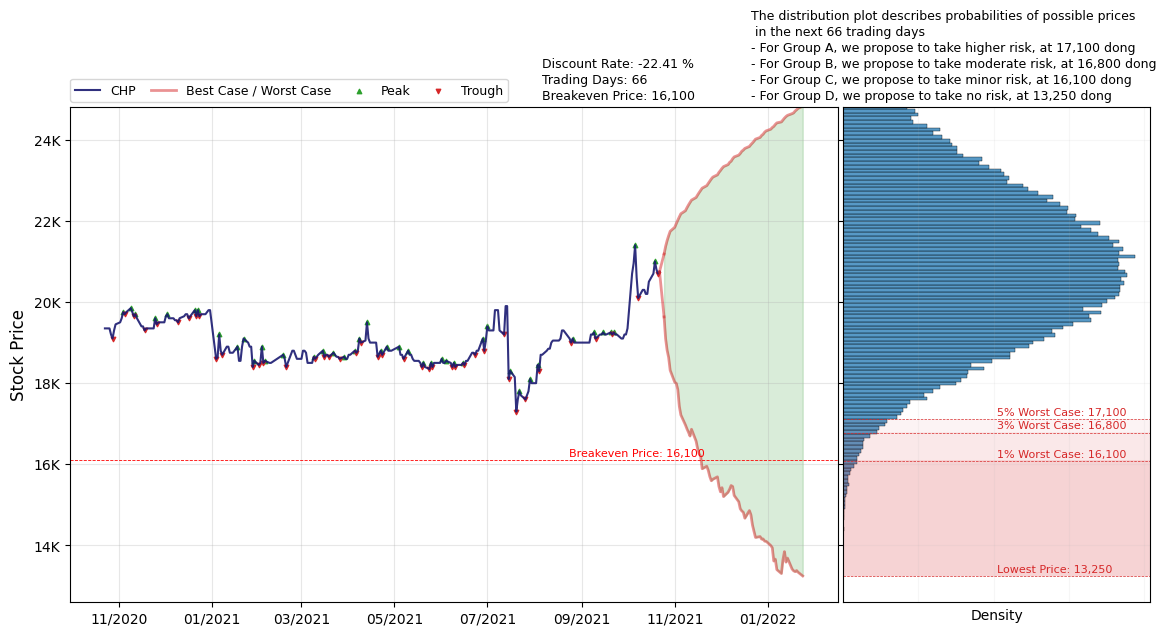 The distribution plot describes probabilities of possible prices
in the next 66 trading days
- For Group A, we propose to take higher risk, at 17,100 dong
- For Group B, we propose to take moderate risk, at 16,800 dong
- For Group C, we propose to take minor risk, at 16,100 dong
- For Group D, we propose to take no risk, at 13,250 dong
Discount Rate: -22.41 %
Trading Days: 66
Breakeven Price: 16,100
CHP
Best Case / Worst Case
Peak
Trough
Stock Price
24K
22K
20K
18K
16K
14K
Breakeven Price: 16,100
11/2020
01/2021
03/2021
05/2021
07/2021
09/2021
11/2021
01/2022
5% Worst Case: 17,100
3% Worst Case: 16,800
1% Worst Case: 16,100
Lowest Price: 13,250
Density